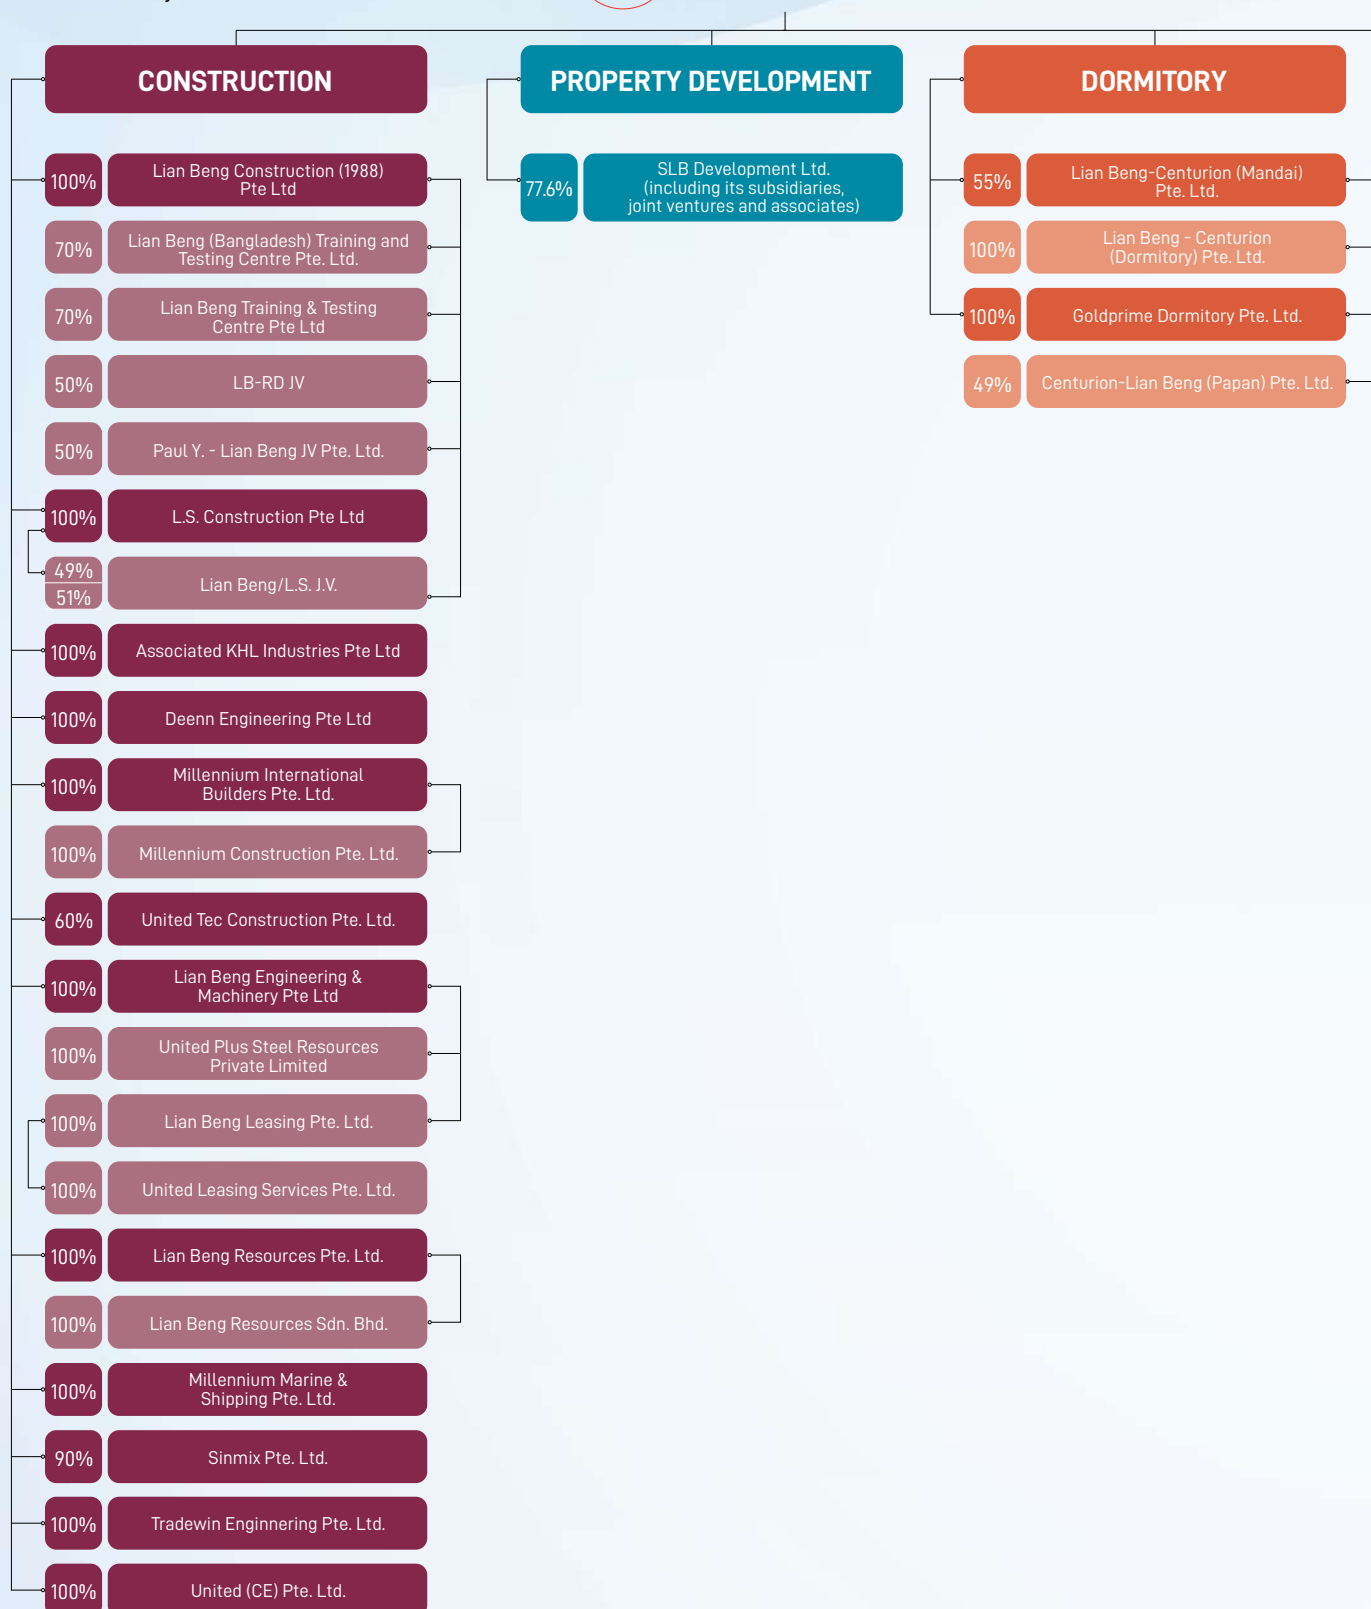 CONSTRUCTION
100%
Lian Beng Construction (1988)
Pte Ltd
70%
Lian Beng (Bangladesh) Training and
Testing Centre Pte. Ltd.
70%
Lian Beng Training & Testing
Centre Pte Ltd
50%
LB-RD JV
50%
Paul Y. - Lian Beng JV Pte. Ltd.
100%
L.S. Construction Pte Ltd
49%
51%
Lian Beng/L.S. J.V.
100%
Associated KHL Industries Pte Ltd
100%
Deenn Engineering Pte Ltd
100%
Millennium International
Builders Pte. Ltd.
100%
Millennium Construction Pte. Ltd.
60%
United Tec Construction Pte. Ltd.
100%
Lian Beng Engineering &
Machinery Pte Ltd
100%
United Plus Steel Resources
Private Limited
100%
Lian Beng Leasing Pte. Ltd.
100%
United Leasing Services Pte. Ltd.
100%
Lian Beng Resources Pte. Ltd.
100%
Lian Beng Resources Sdn. Bhd.
100%
Millennium Marine &
Shipping Pte. Ltd.
90%
Sinmix Pte. Ltd.
100%
Tradewin Enginnering Pte. Ltd.
100%
United (CE) Pte. Ltd.
PROPERTY DEVELOPMENT
77.6%
SLB Development Ltd.
(including its subsidiaries,
joint ventures and associates)
DORMITORY
55%
Lian Beng-Centurion (Mandai)
Pte. Ltd.
100%
Lian Beng - Centurion
(Dormitory) Pte. Ltd.
100%
Goldprime Dormitory Pte. Ltd.
49%
Centurion-Lian Beng (Papan) Pte. Ltd.